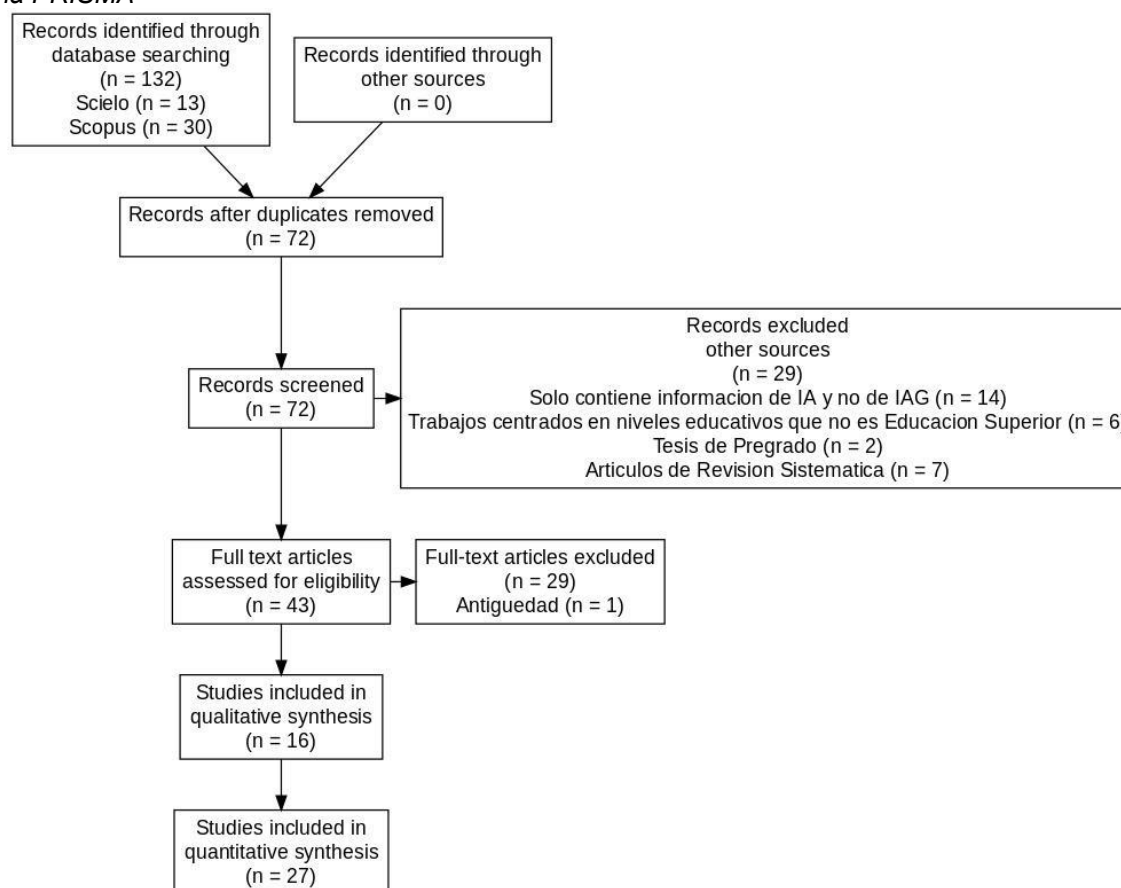 Records identified through
database searching
(n = 132)
Scielo (n = 13)
Scopus (n = 30)
Records identified through
other sources
(n = 0)
Records after duplicates removed
(n = 72)
Records screened
(n = 72)
Records excluded
other sources
(n = 29)
Solo contiene informacion de IA y no de IAG (n = 14)
Trabajos centrados en niveles educativos que no es Educacion Superior (n = 6)
Tesis de Pregrado (n = 2)
Articulos de Revision Sistematica (n = 7)
Full text articles
assessed for eligibility
(n = 43)
Full-text articles excluded
(n = 29)
Antiguedad (n = 1)
Studies included in
qualitative synthesis
(n = 16)
Studies included in
quantitative synthesis
(n = 27)